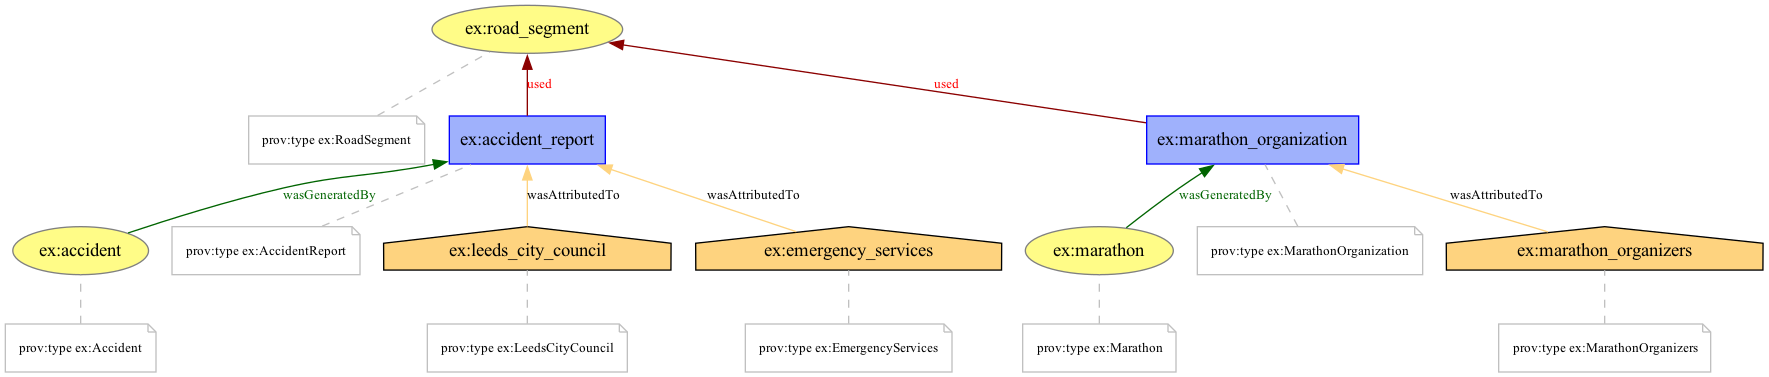 ex:road_segment
used
used
prov:type ex:RoadSegment
ex:accident_report
ex:marathon_organization
wasGeneratedBy
wasAttributedTo
wasAttributedTo
wasGeneratedBy
wasAttributedTo
ex:accident
prov:type ex:AccidentReport
ex:leeds_city_council
ex:emergency_services
ex:marathon
prov:type ex:MarathonOrganization
ex:marathon_organizers
prov:type ex:Accident
prov:type ex:LeedsCityCouncil
prov:type ex:EmergencyServices
prov:type ex:Marathon
prov:type ex:MarathonOrganizers